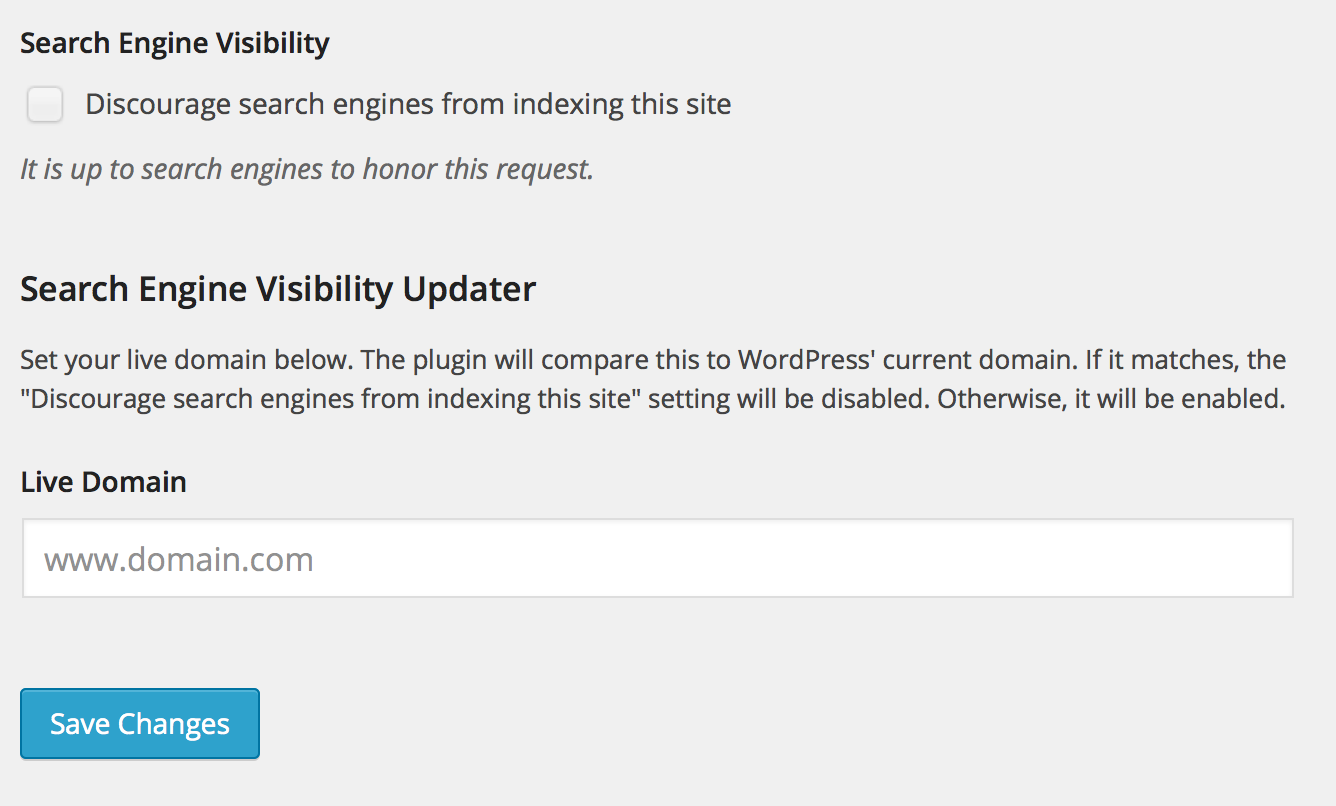 Search Engine Visibility
Discourage search engines from indexing this site
It is up to search engines to honor this request.
Search Engine Visibility Updater
Set your live domain below. The plugin will compare this to WordPress' current domain. If it matches, the
"Discourage search engines from indexing this site" setting will be disabled. Otherwise, it will be enabled.
Live Domain
www.domain.com
Save Changes